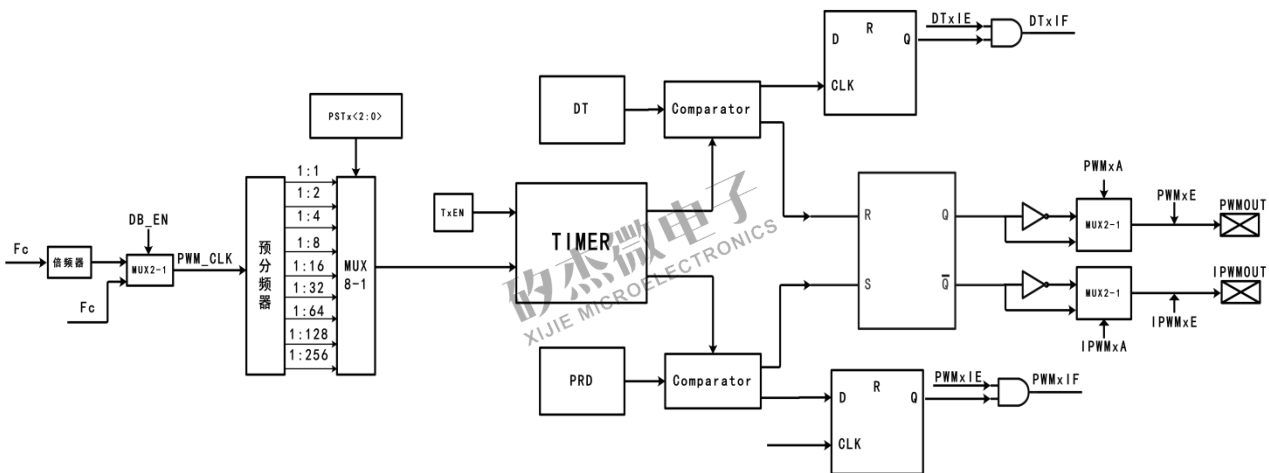 Fc
倍频器
DB_EN
MUX2-1
Fc
PWM_CLK
预分频器
1:1
1:2
1:4
1:8
1:16
1:32
1:64
1:128
1:256
PSTx<2:0>
MUX
8-1
TxEN
TIMER
DT
Comparator
D
R
Q
CLK
DTxIE
DTxIF
PRD
Comparator
D
R
Q
CLK
PWMxIE
PWMxIF
R
Q
S
Q̅
PWMxA
MUX2-1
PWMxE
PWMOUT
MUX2-1
IPWMxA
IPWMxE
IPWMOUT
矽杰微电子
XIJIE MICROELECTRONICS